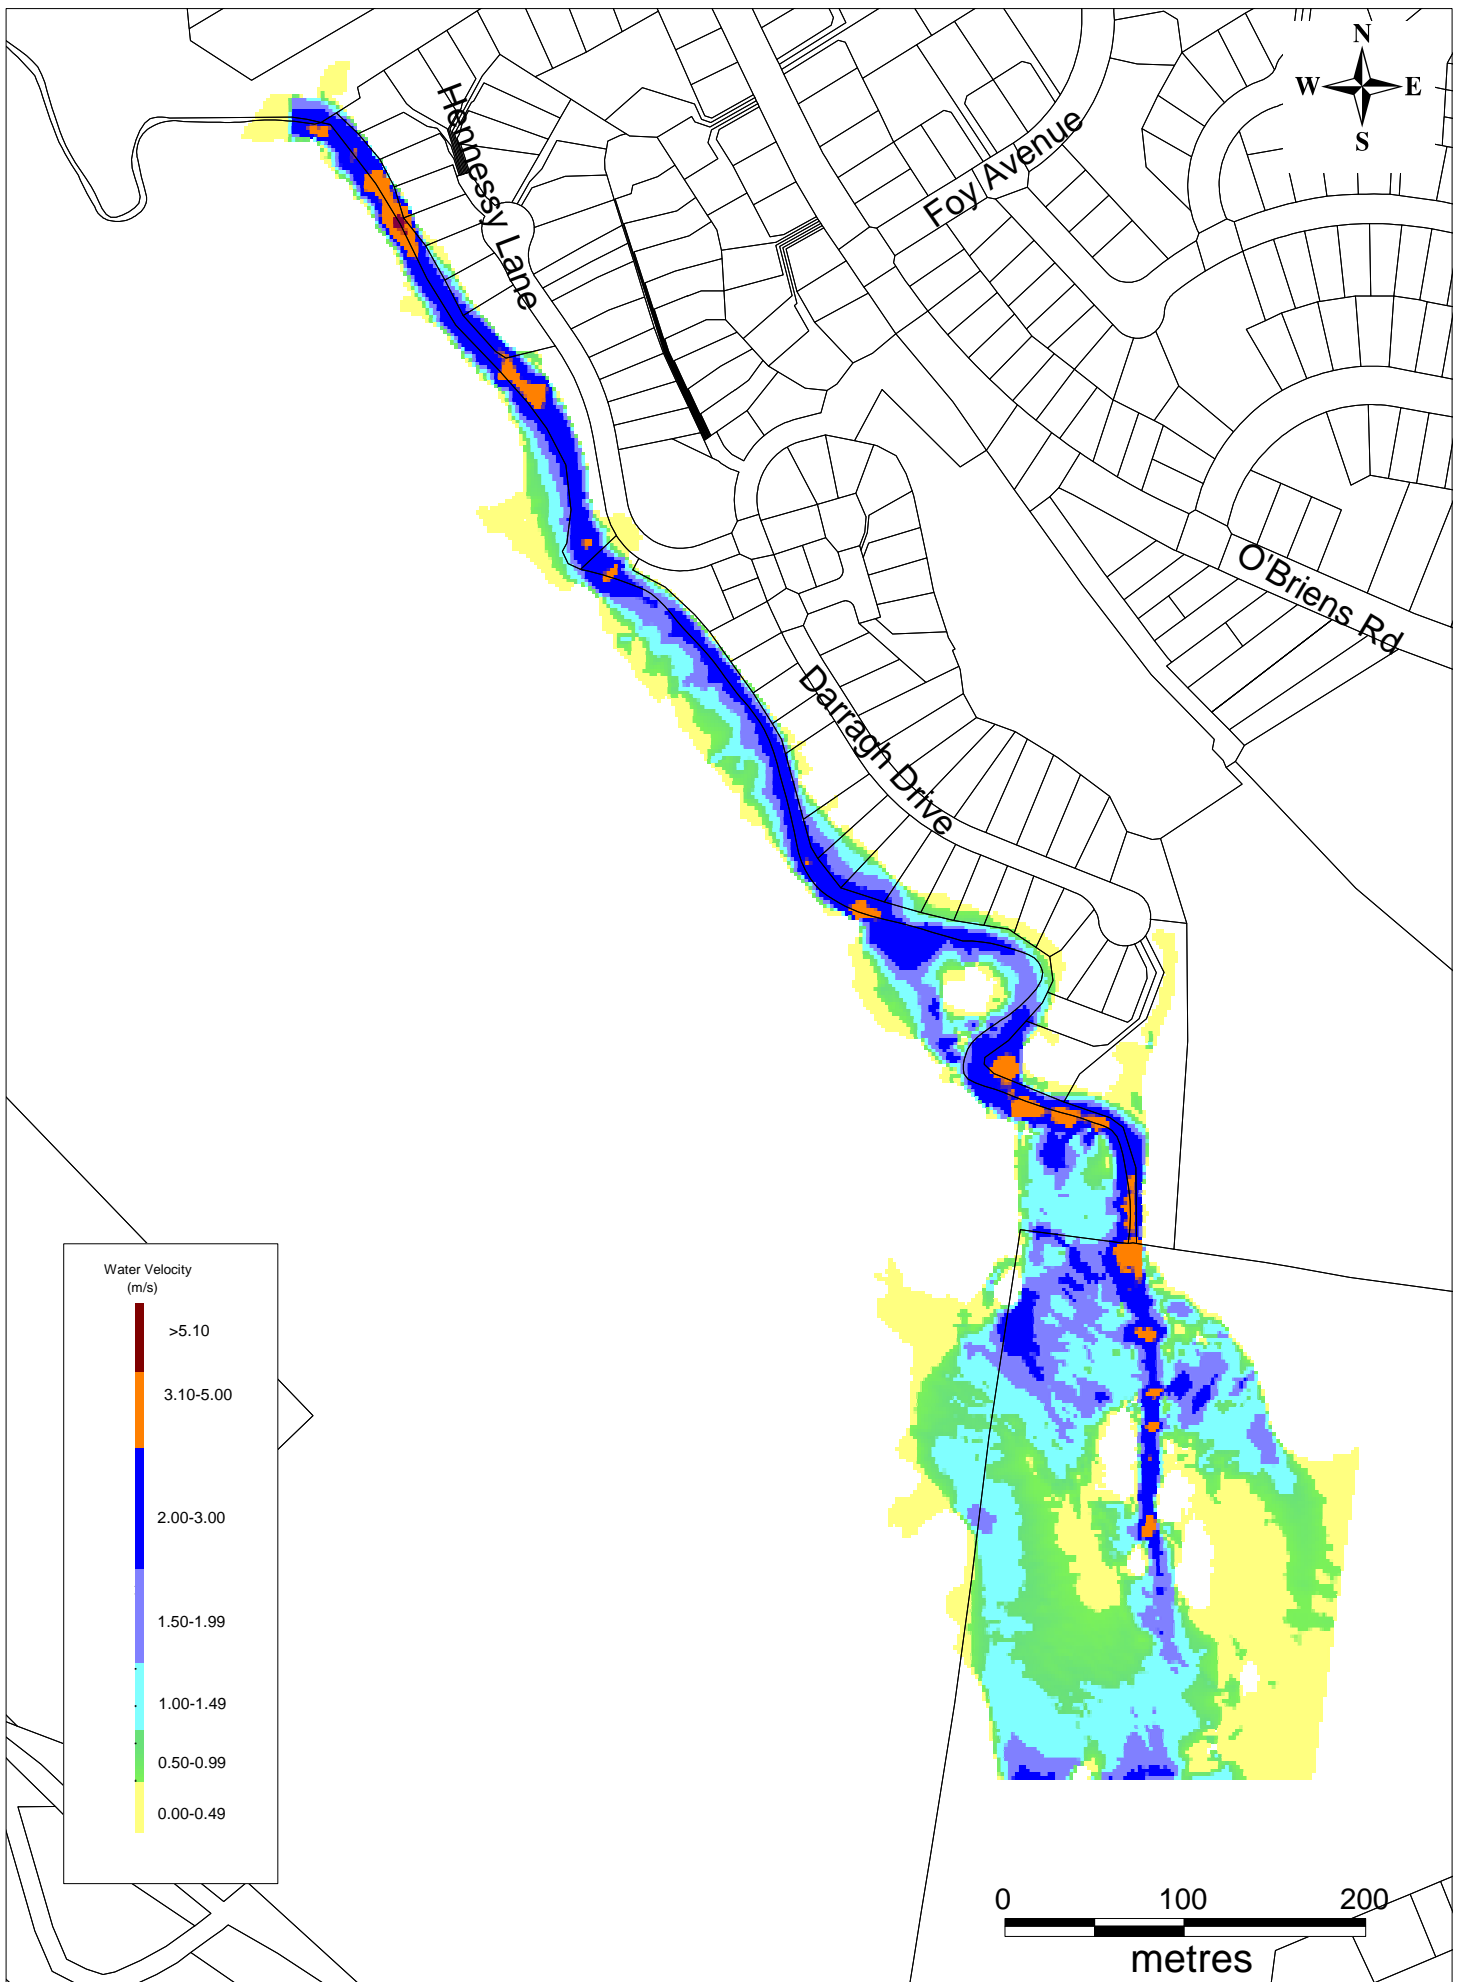 N
W E
S
Hennessy Lane
Foy Avenue
O'Briens Rd
Darragh Drive
Water Velocity
(m/s)
>5.10
3.10-5.00
2.00-3.00
1.50-1.99
1.00-1.49
0.50-0.99
0.00-0.49
0 100 200
metres